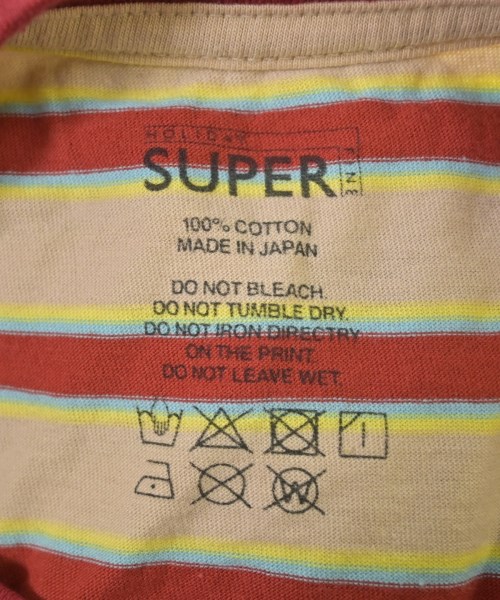 HOLIDAY
SUPER
FINE
100% COTTON
MADE IN JAPAN
DO NOT BLEACH.
DO NOT TUMBLE DRY.
DO NOT IRON DIRECTRY
ON THE PRINT.
DO NOT LEAVE WET.
W